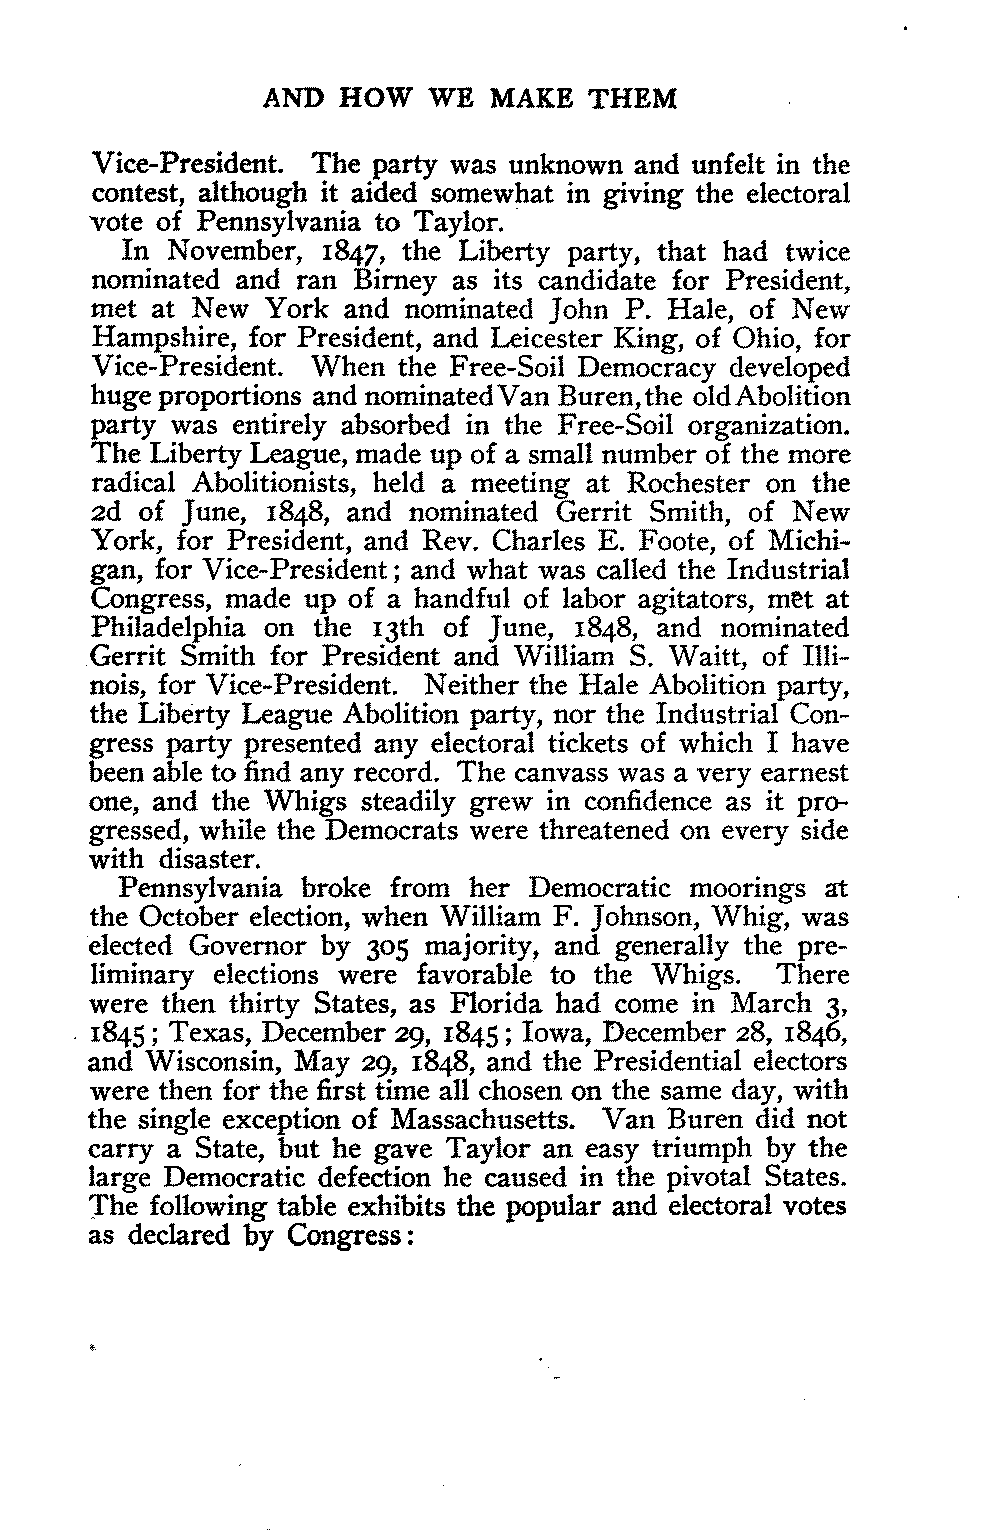 AND HOW WE MAKE THEM
Vice-President. The party was unknown and unfelt in the
contest, although it aided somewhat in giving the electoral
vote of Pennsylvania to Taylor.
In November, 1847, the Liberty party, that had twice
nominated and ran Birney as its candidate for President,
met at New York and nominated John P. Hale, of New
Hampshire, for President, and Leicester King, of Ohio, for
Vice-President. When the Free-Soil Democracy developed
huge proportions and nominated Van Buren, the old Abolition
party was entirely absorbed in the Free-Soil organization.
The Liberty League, made up of a small number of the more
radical Abolitionists, held a meeting at Rochester on the
2d of June, 1848, and nominated Gerrit Smith, of New
York, for President, and Rev. Charles E. Foote, of Michi-
gan, for Vice-President; and what was called the Industrial
Congress, made up of a handful of labor agitators, met at
Philadelphia on the 13th of June, 1848, and nominated
Gerrit Smith for President and William S. Waitt, of Illi-
nois, for Vice-President. Neither the Hale Abolition party,
the Liberty League Abolition party, nor the Industrial Con-
gress party presented any electoral tickets of which I have
been able to find any record. The canvass was a very earnest
one, and the Whigs steadily grew in confidence as it pro-
gressed, while the Democrats were threatened on every side
with disaster.
Pennsylvania broke from her Democratic moorings at
the October election, when William F. Johnson, Whig, was
elected Governor by 305 majority, and generally the pre-
liminary elections were favorable to the Whigs. There
were then thirty States, as Florida had come in March 3,
1845; Texas, December 29, 1845; Iowa, December 28, 1846,
and Wisconsin, May 29, 1848, and the Presidential electors
were then for the first time all chosen on the same day, with
the single exception of Massachusetts. Van Buren did not
carry a State, but he gave Taylor an easy triumph by the
large Democratic defection he caused in the pivotal States.
The following table exhibits the popular and electoral votes
as declared by Congress: